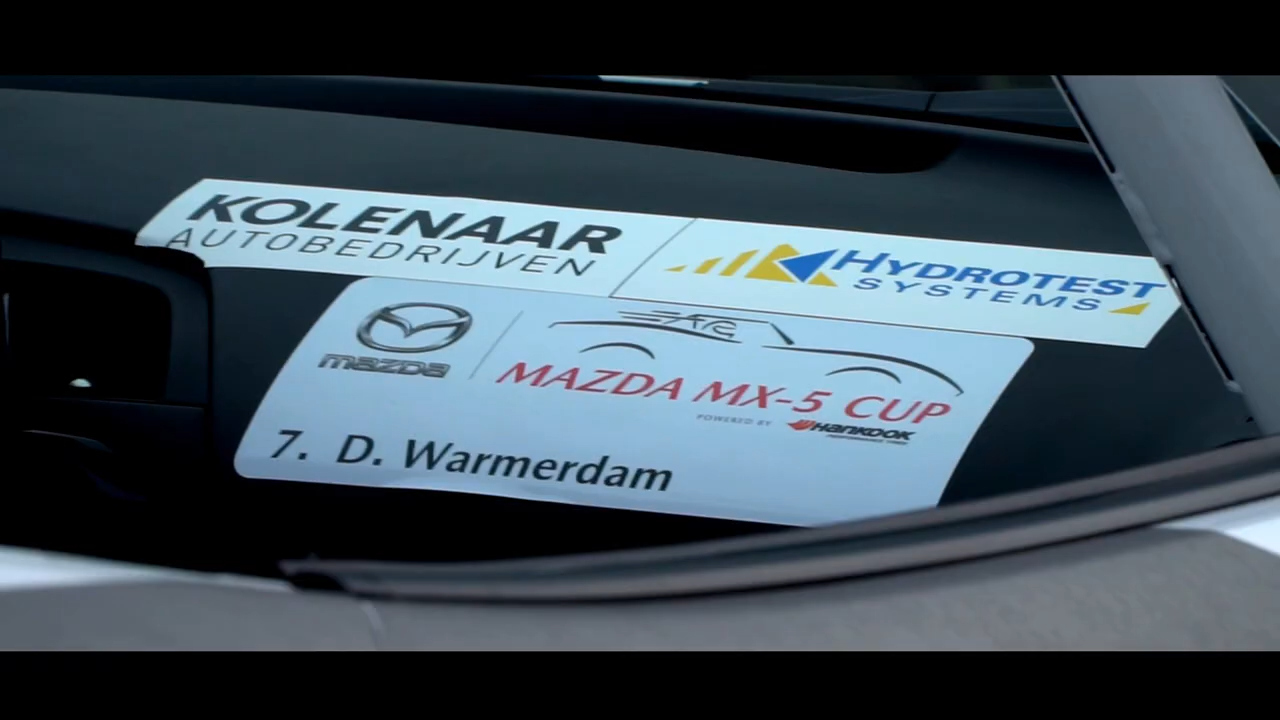 KOLENAAR
AUTOBEDRIJVEN
HYDROTEST
SYSTEMS
mazda
MAZDA MX-5 CUP
POWERED BY HANKOOK
7. D. Warmerdam